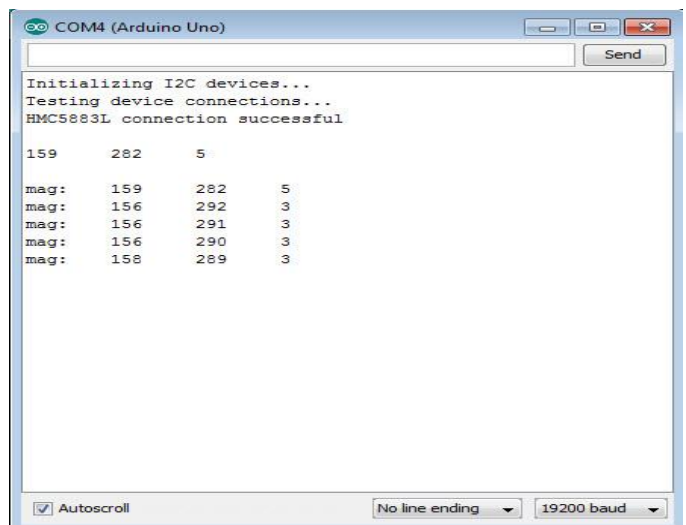 COM4 (Arduino Uno)
Send
Initializing I2C devices...
Testing device connections...
HMC5883L connection successful
159 282 5
mag: 159 282 5
mag: 156 292 3
mag: 156 291 3
mag: 156 290 3
mag: 158 289 3
Autoscroll No line ending 19200 baud